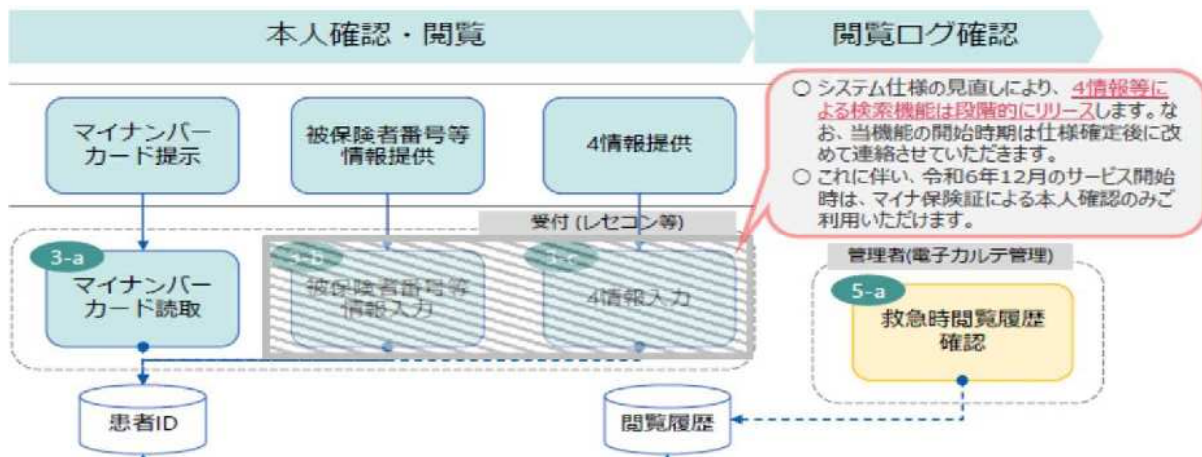 本人確認・閲覧
閲覧ログ確認
マイナンバー
カード提示
被保険者番号等
情報提供
4情報提供
○ システム仕様の見直しにより、4情報等に
よる検索機能は段階的にリリースします。な
お、当機能の開始時期は仕様確定後に改
めて連絡させていただきます。
○ これに伴い、令和6年12月のサービス開始
時は、マイナ保険証による本人確認のみご
利用いただけます。
受付 (レセコン等)
3-a
マイナンバー
カード読取
3-b
被保険者番号等
情報入力
3-c
4情報入力
管理者(電子カルテ管理)
5-a
救急時閲覧履歴
確認
患者ID
閲覧履歴